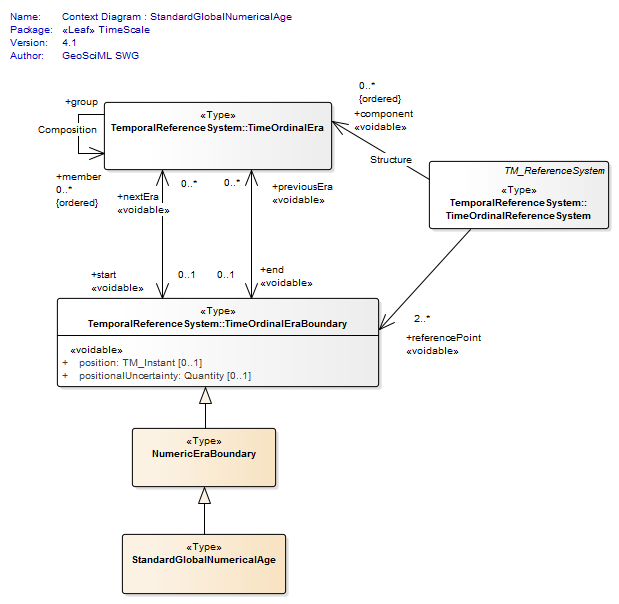 Name: Context Diagram : StandardGlobalNumericalAge
Package: «Leaf» TimeScale
Version: 4.1
Author: GeoSciML SWG
+group
Composition
+member
0..*
{ordered}
«Type»
TemporalReferenceSystem::TimeOrdinalEra
0..*
{ordered}
+component
«voidable»
Structure
TM_ReferenceSystem
«Type»
TemporalReferenceSystem::
TimeOrdinalReferenceSystem
+nextEra
«voidable»
0..*
0..*
+previousEra
«voidable»
+start
«voidable»
0..1
0..1
+end
«voidable»
2..*
+referencePoint
«voidable»
«Type»
TemporalReferenceSystem::TimeOrdinalEraBoundary
«voidable»
+ position: TM_Instant [0..1]
+ positionalUncertainty: Quantity [0..1]
«Type»
NumericEraBoundary
«Type»
StandardGlobalNumericalAge